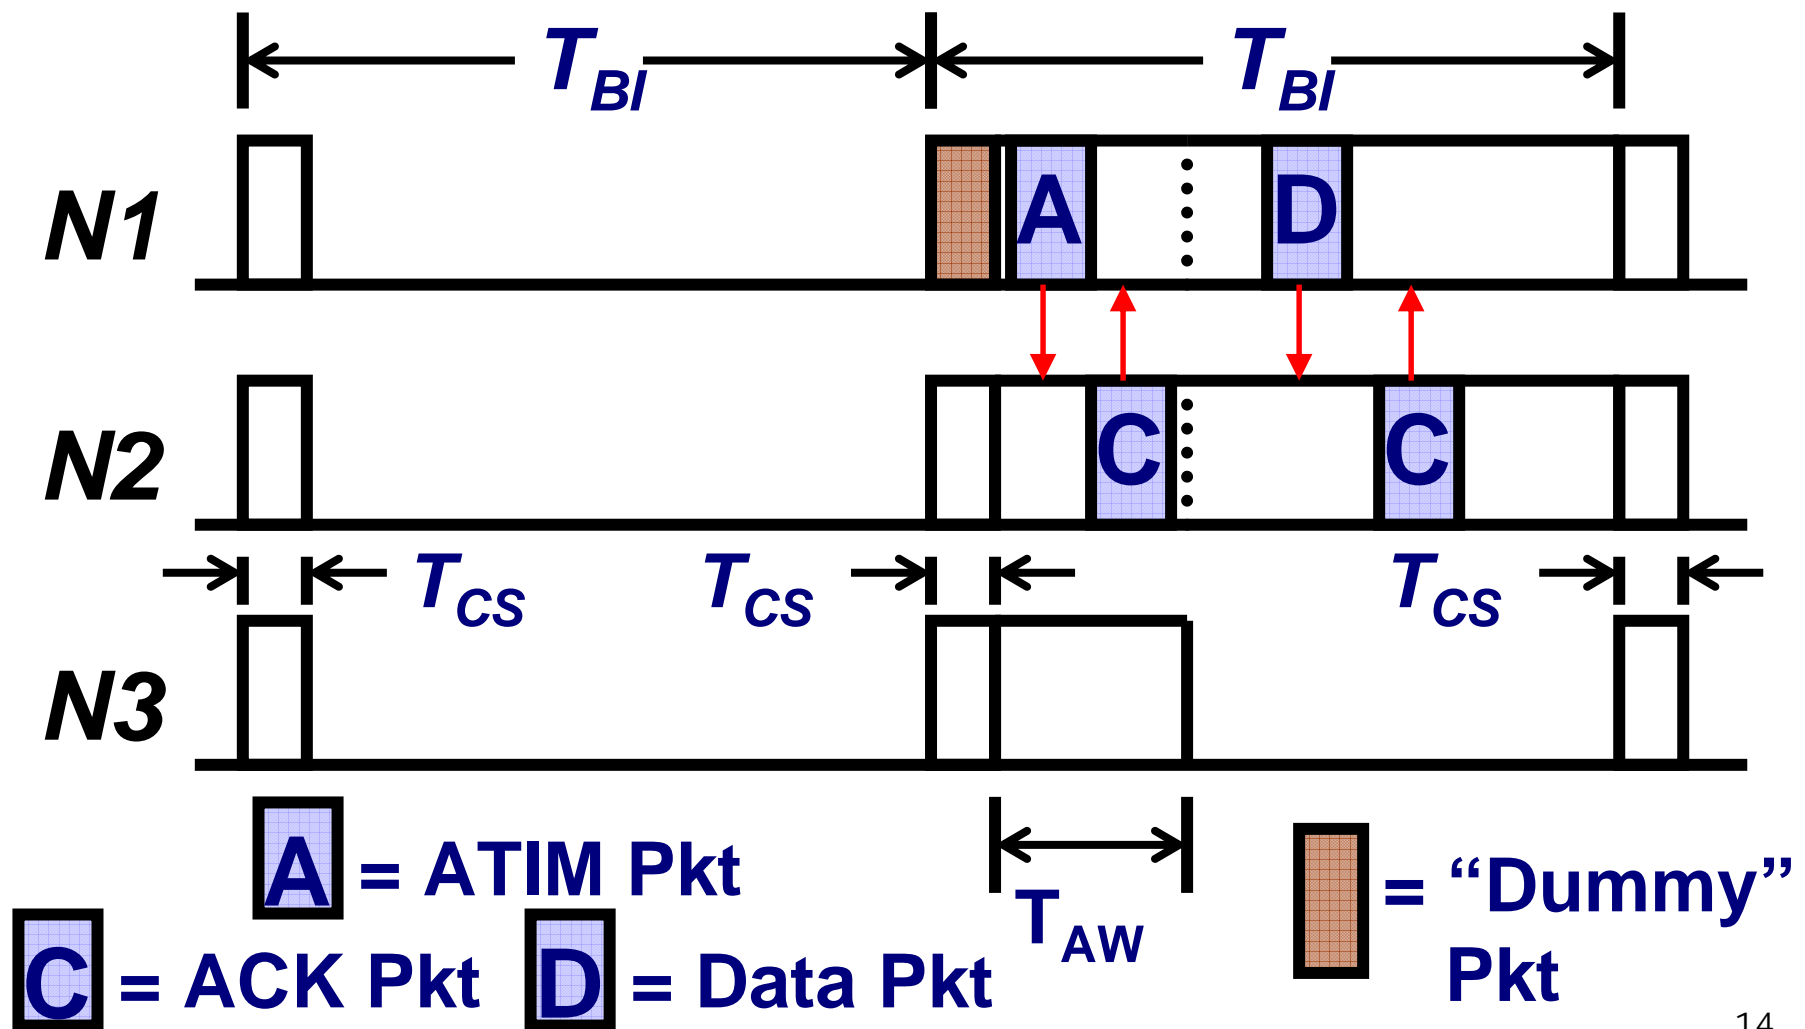 T_BI T_BI
N1 A D
N2 C C
T_CS T_CS T_CS
N3
A = ATIM Pkt
T_AW
= “Dummy” Pkt
C = ACK Pkt D = Data Pkt
14